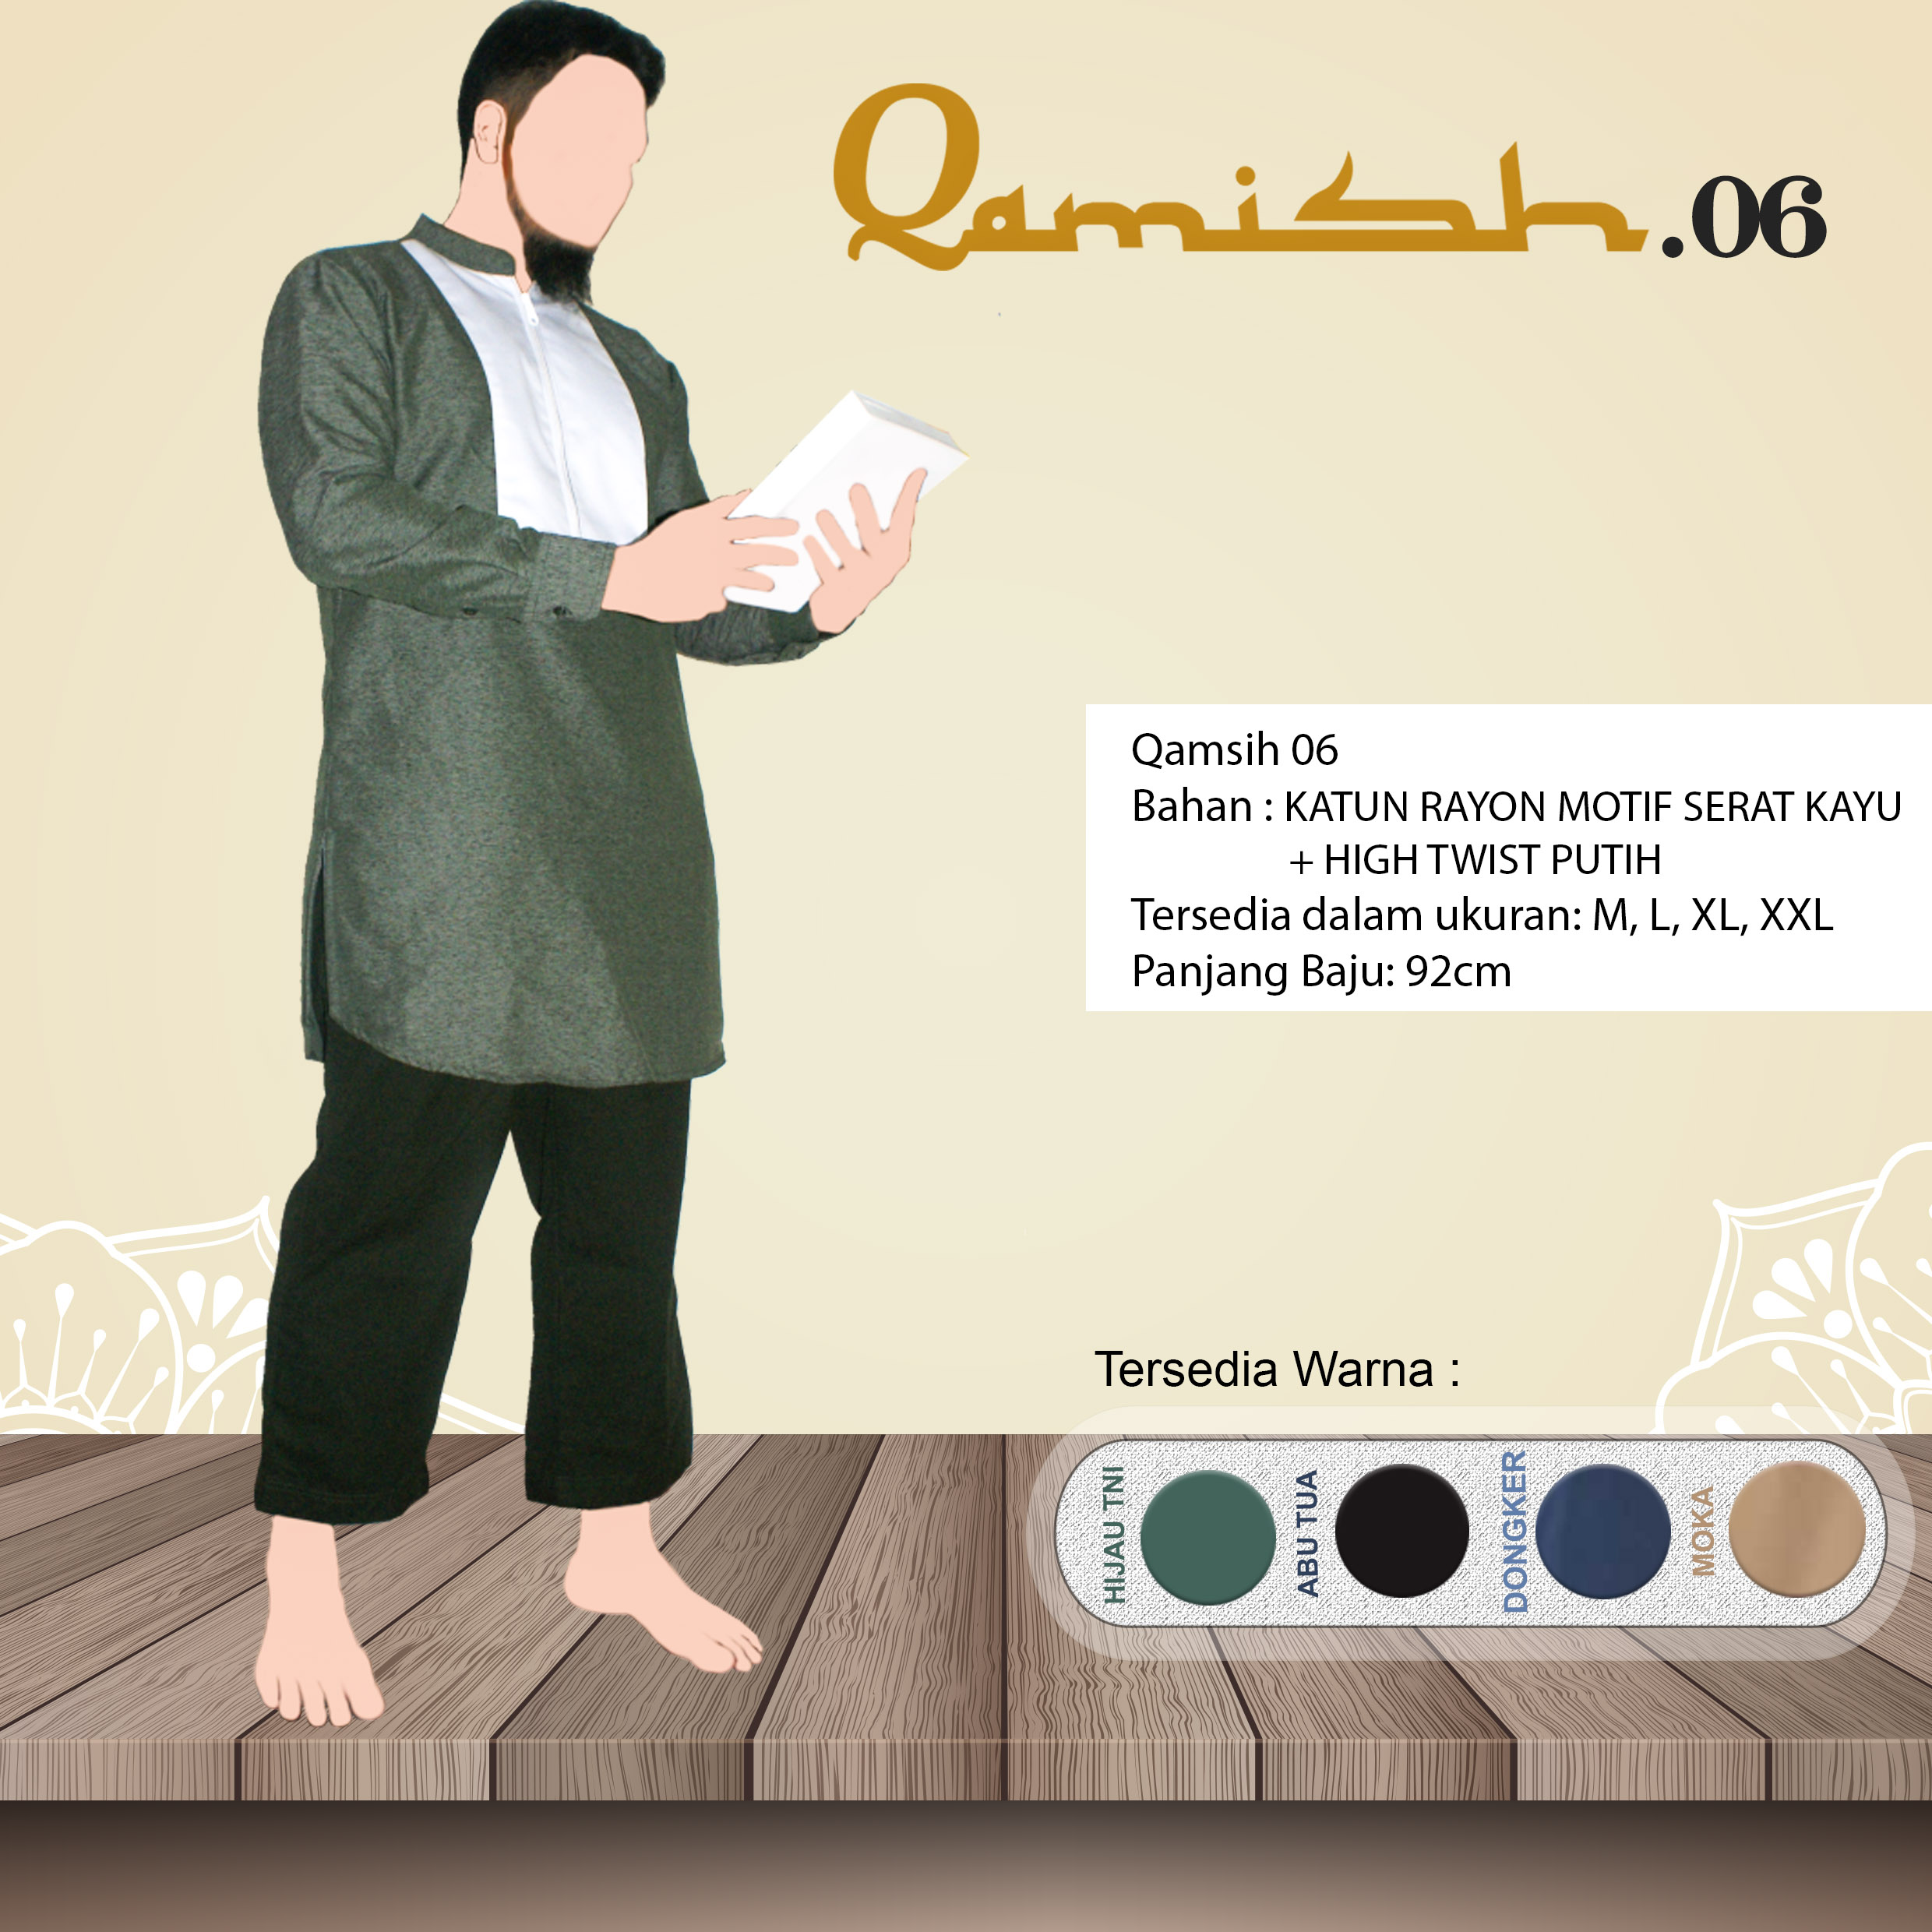 Qamish.06
Qamsih 06
Bahan : KATUN RAYON MOTIF SERAT KAYU
+ HIGH TWIST PUTIH
Tersedia dalam ukuran: M, L, XL, XXL
Panjang Baju: 92cm
Tersedia Warna :
HIJAU TNI
ABU TUA
DONGKER
MOKA